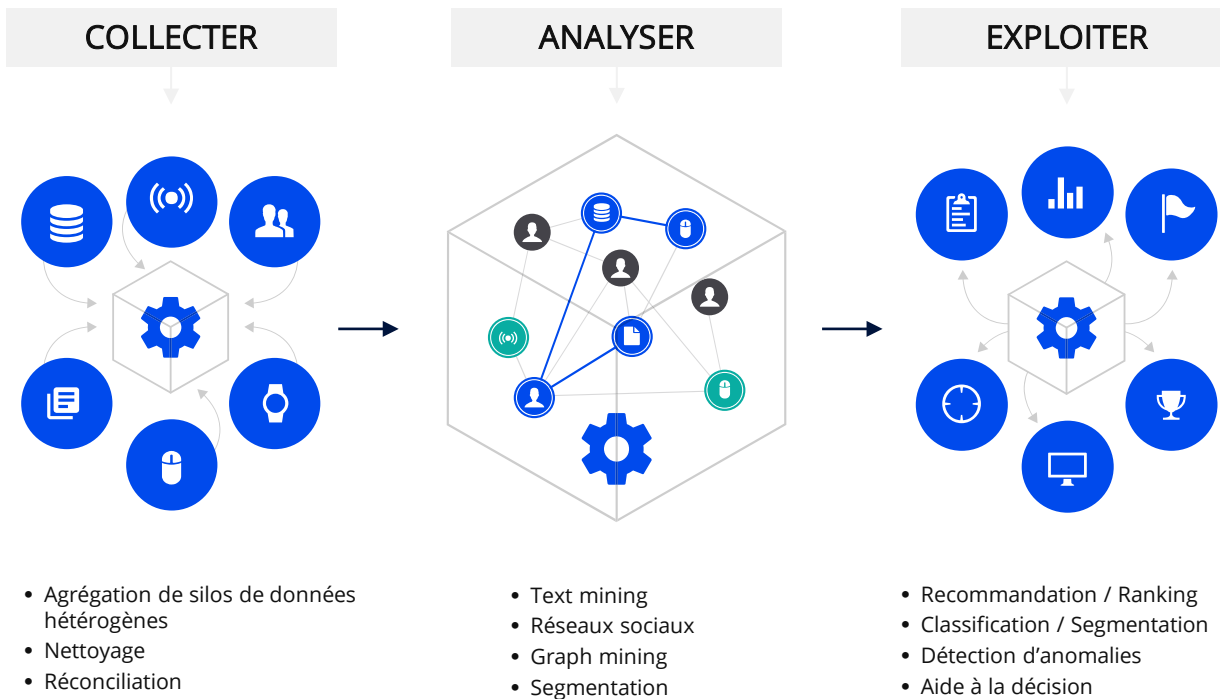 COLLECTER
ANALYSER
EXPLOITER
• Agrégation de silos de données
hétérogènes
• Nettoyage
• Réconciliation
• Text mining
• Réseaux sociaux
• Graph mining
• Segmentation
• Recommandation / Ranking
• Classification / Segmentation
• Détection d’anomalies
• Aide à la décision